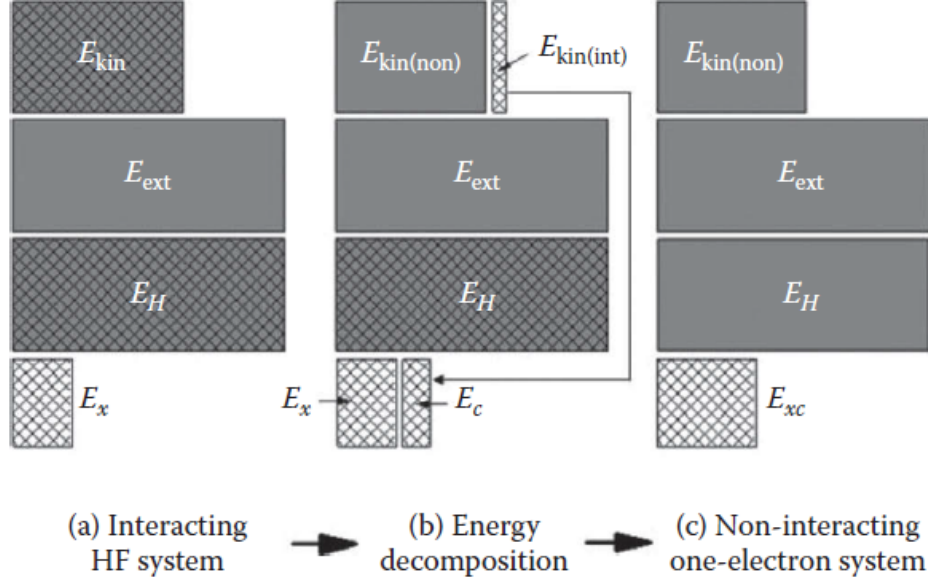 E_kin
E_kin(non)
E_kin(int)
E_kin(non)
E_ext
E_ext
E_ext
E_H
E_H
E_H
E_x
E_x
E_c
E_xc
(a) Interacting
HF system
(b) Energy
decomposition
(c) Non-interacting
one-electron system